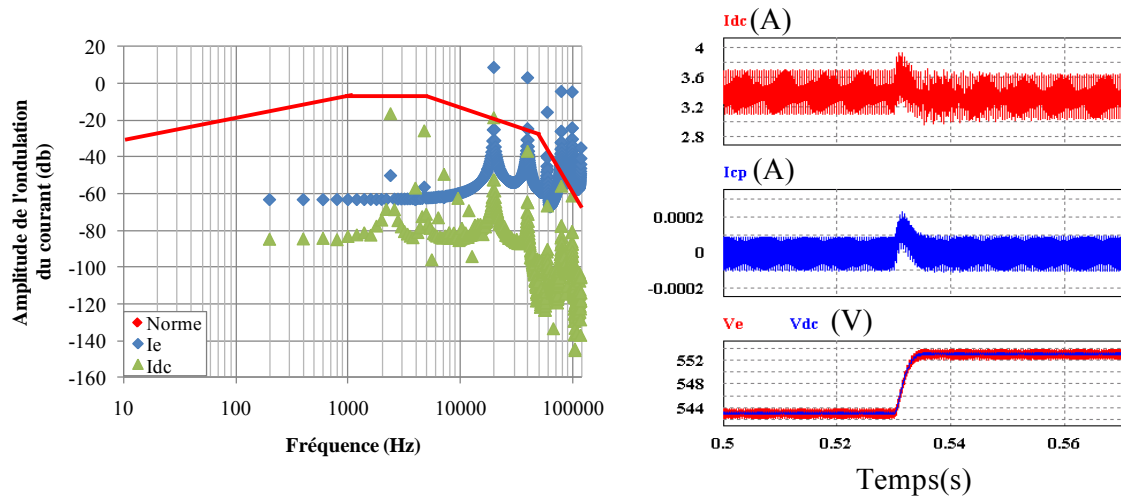 20
0
-20
-40
-60
-80
-100
-120
-140
-160
Amplitude de l'ondulation
du courant (db)
Norme
Ie
Idc
10 100 1000 10000 100000
Fréquence (Hz)
Idc (A)
4
3.6
3.2
2.8
Icp (A)
0.0002
0
-0.0002
Ve Vdc (V)
552
548
544
0.5 0.52 0.54 0.56
Temps(s)